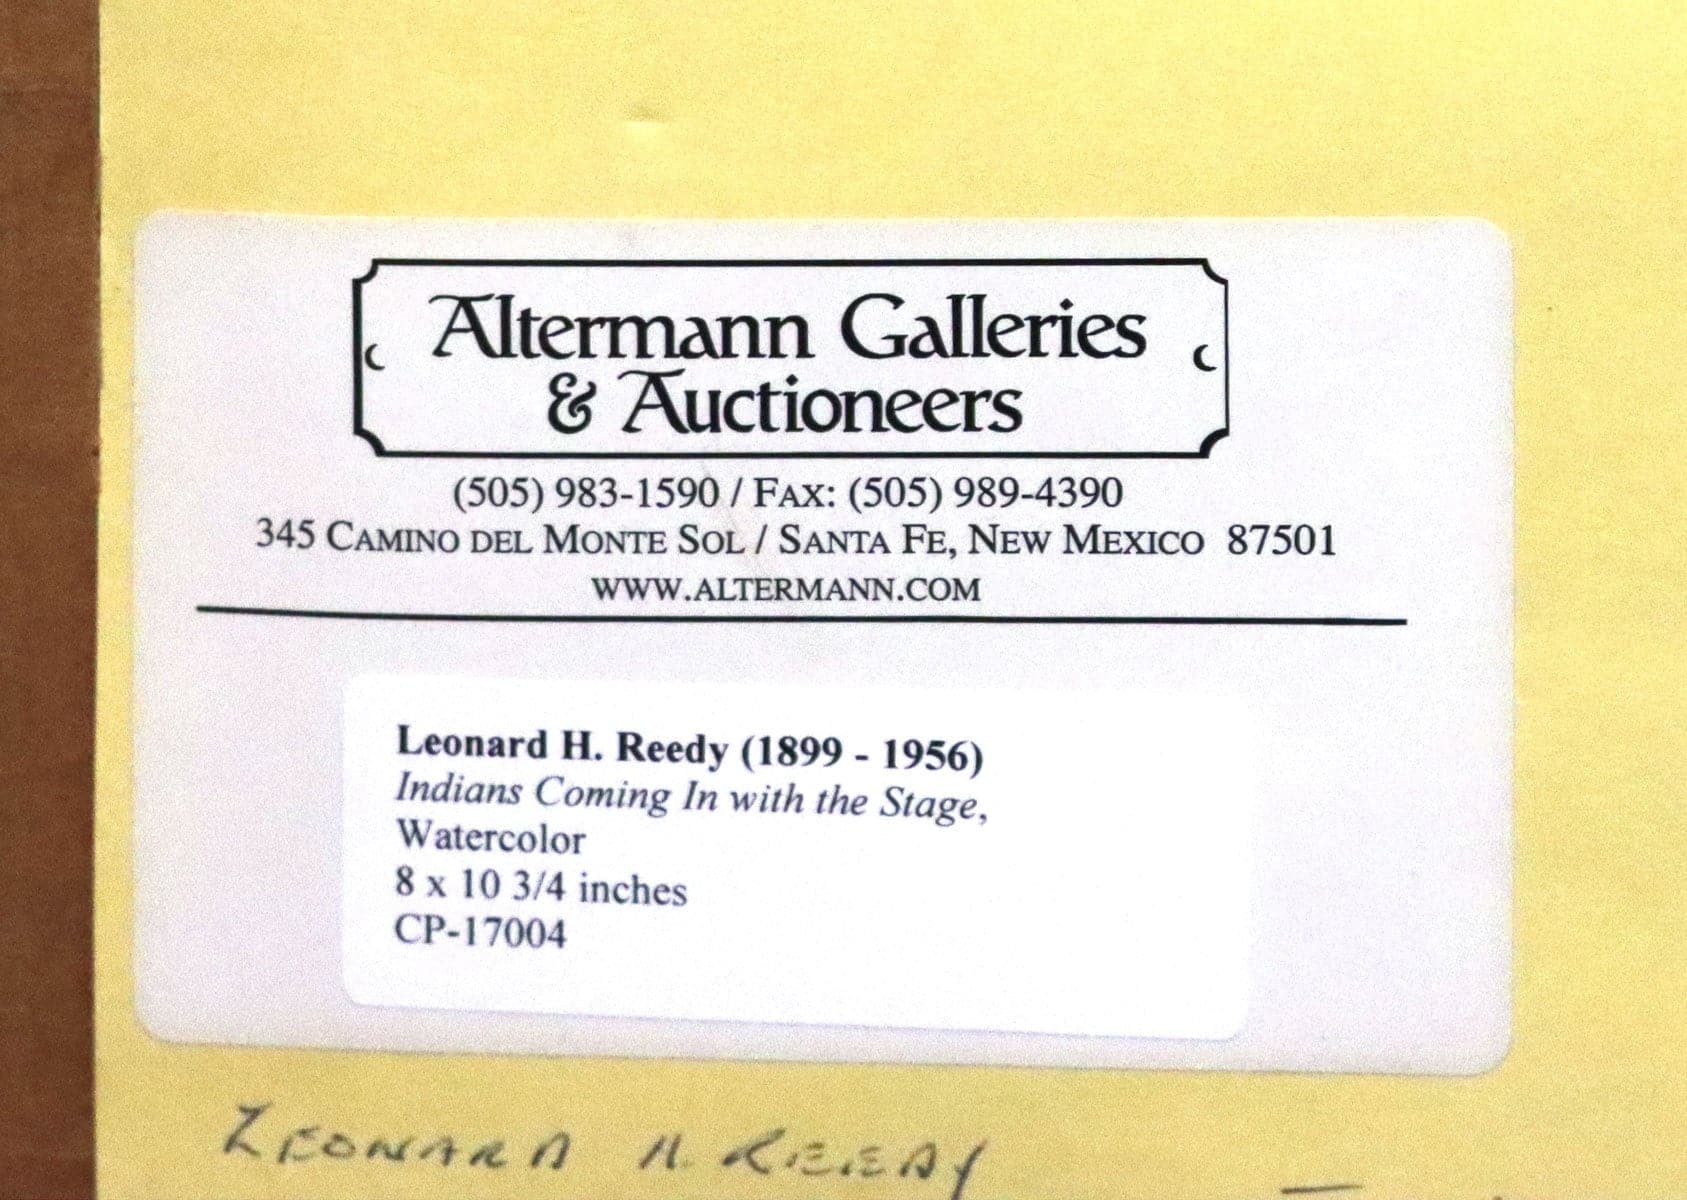 Altermann Galleries
& Auctioneers
(505) 983-1590 / FAX: (505) 989-4390
345 CAMINO DEL MONTE SOL / SANTA FE, NEW MEXICO 87501
WWW.ALTERMANN.COM
Leonard H. Reedy (1899 - 1956)
Indians Coming In with the Stage,
Watercolor
8 x 10 3/4 inches
CP-17004
LEONARD H. REEDY